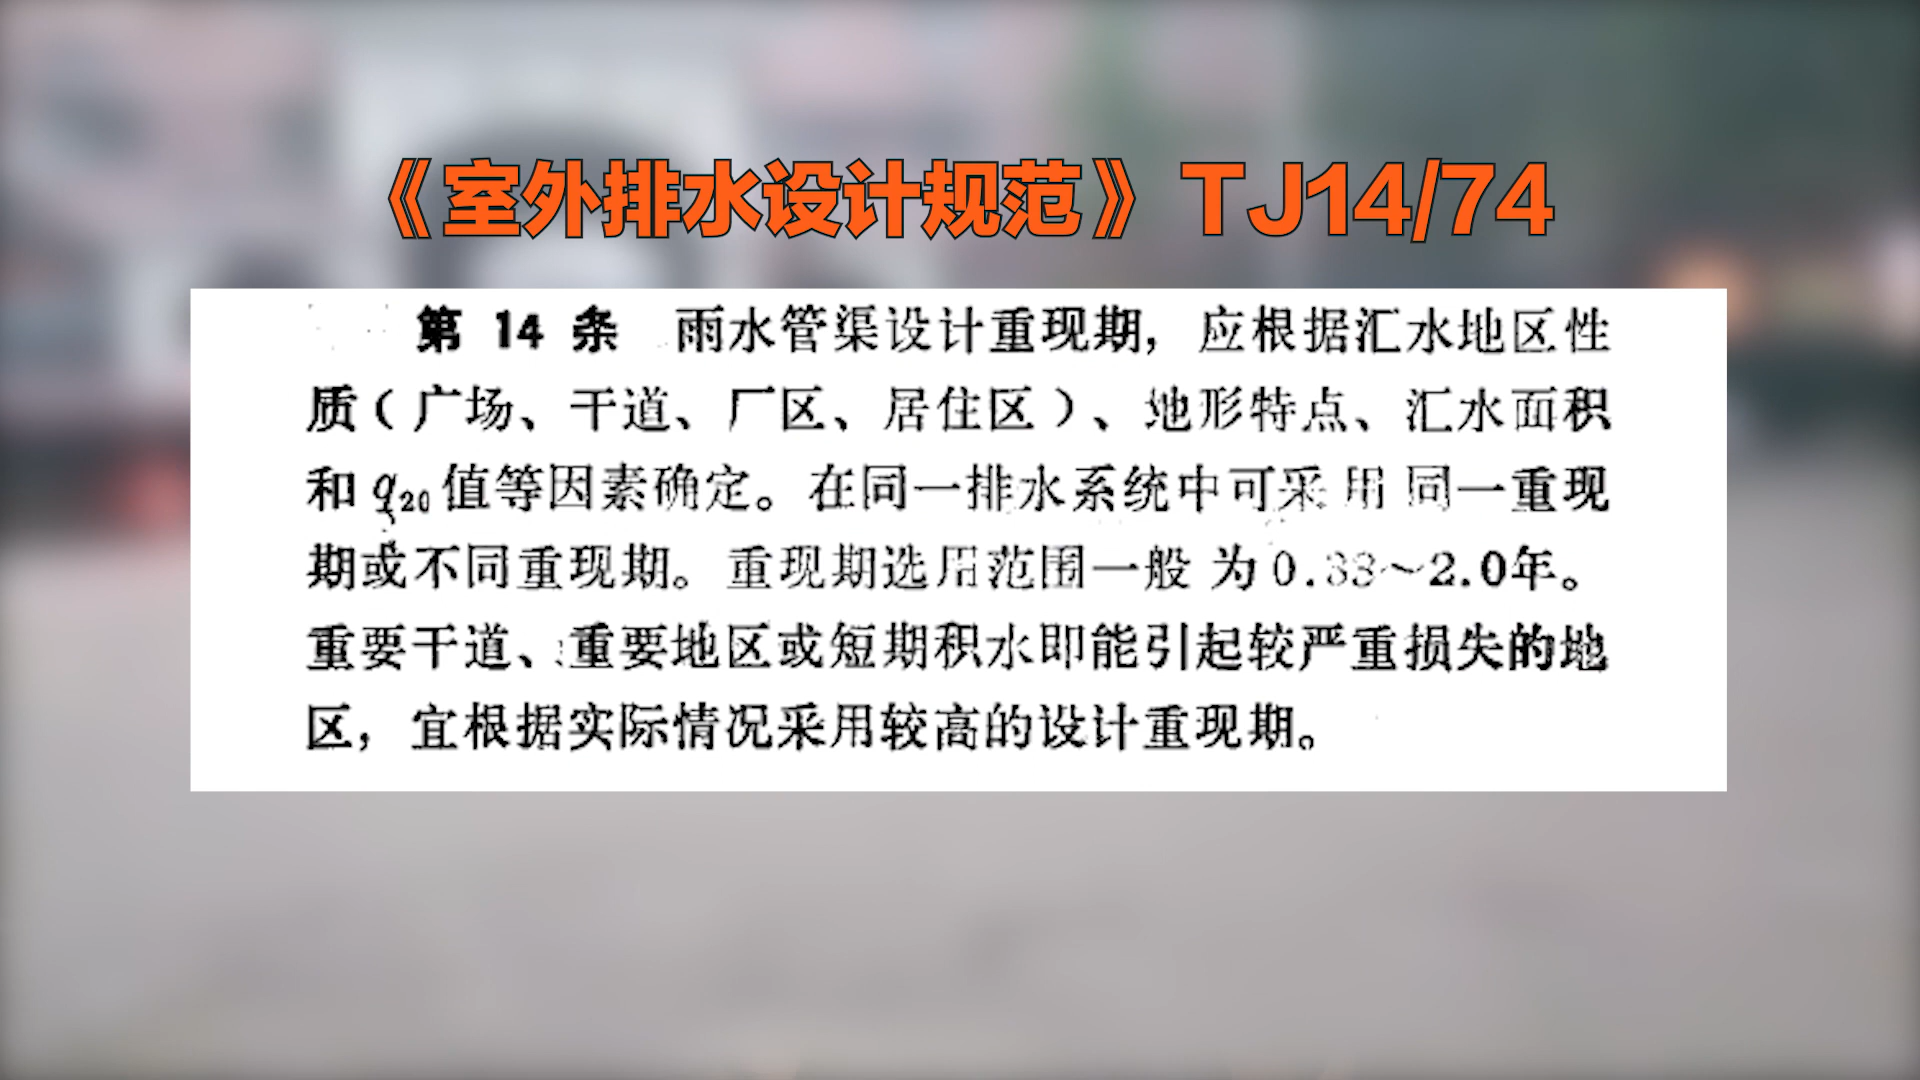 《室外排水设计规范》TJ14/74
第 14 条 雨水管渠设计重现期，应根据汇水地区性
质（广场、干道、厂区、居住区）、地形特点、汇水面积
和 q20 值等因素确定。在同一排水系统中可采用同一重现
期或不同重现期。重现期选用范围一般为0.33～2.0年。
重要干道、重要地区或短期积水即能引起较严重损失的地
区，宜根据实际情况采用较高的设计重现期。